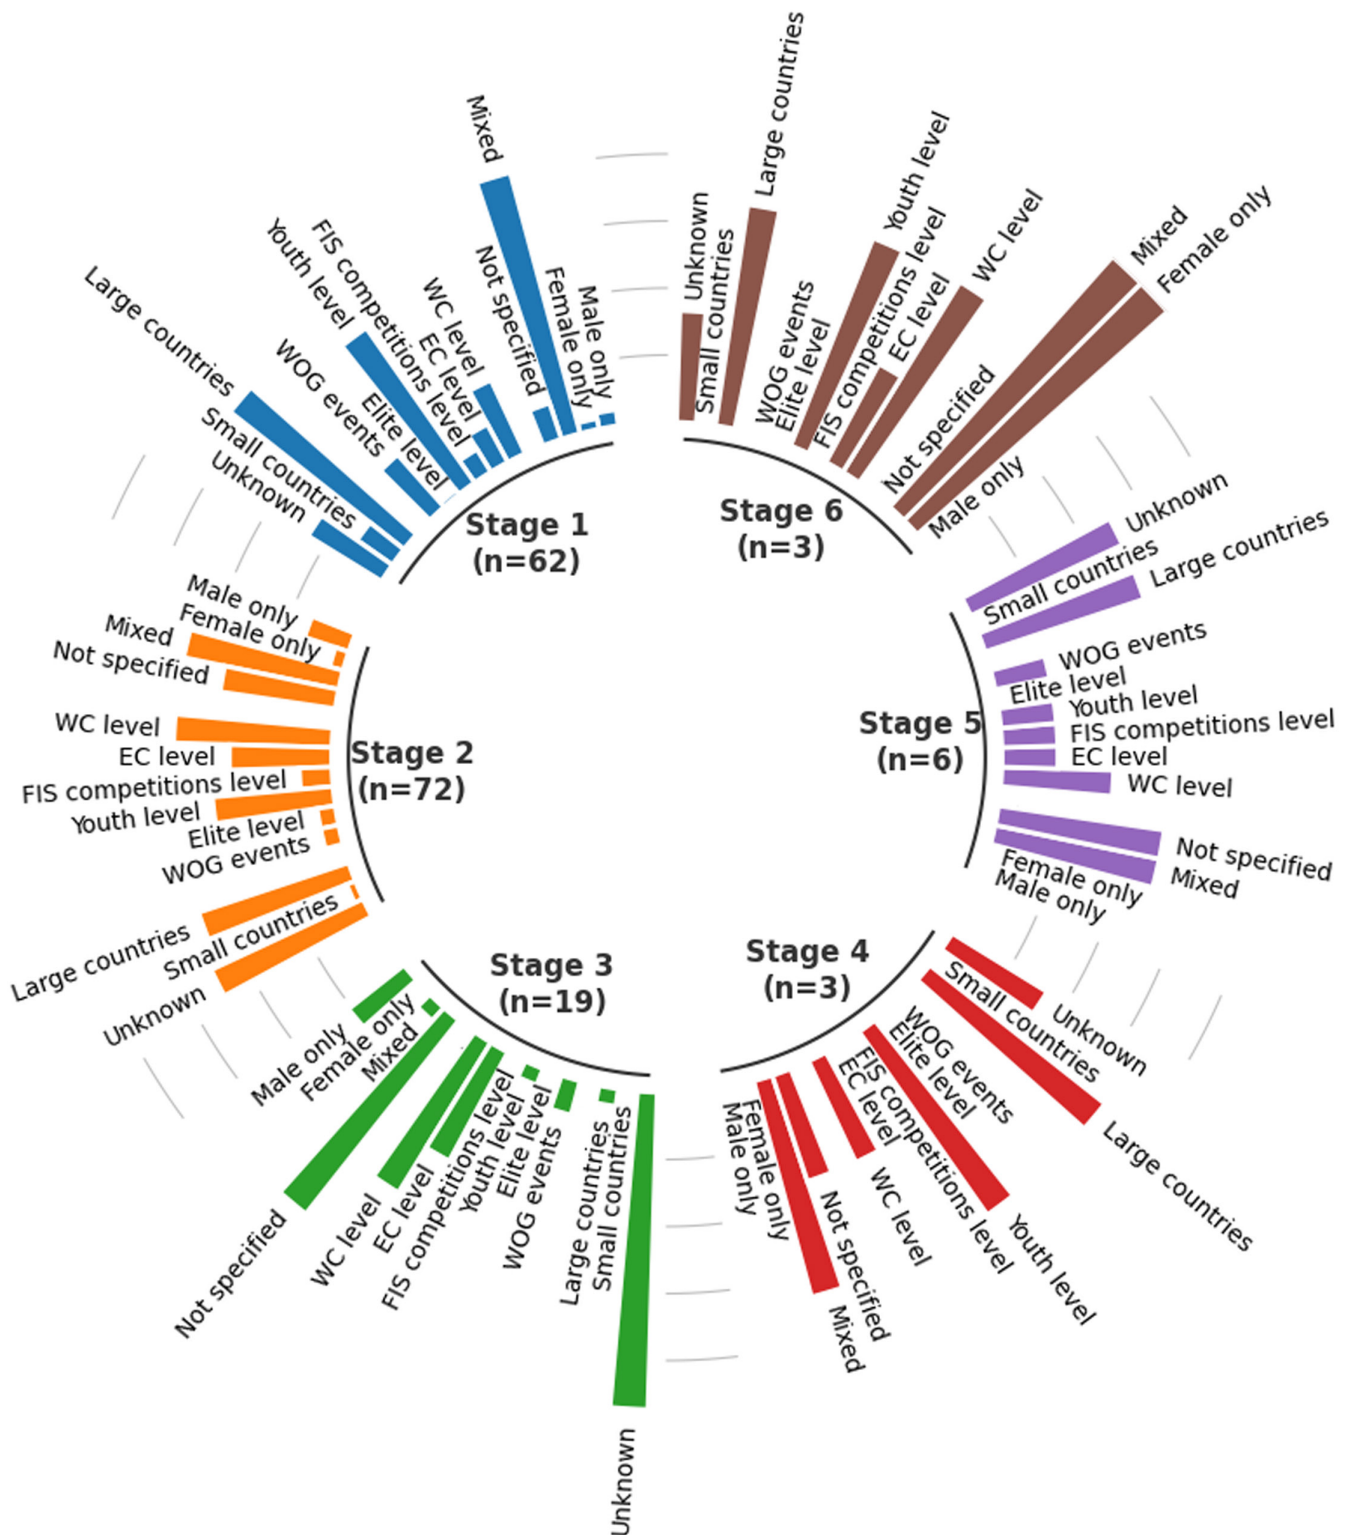 Stage 1
(n=62)
Male only
Female only
Mixed
Not specified
WC level
EC level
FIS competitions level
Youth level
Elite level
WOG events
Large countries
Small countries
Unknown
Stage 2
(n=72)
Male only
Female only
Mixed
Not specified
WC level
EC level
FIS competitions level
Youth level
Elite level
WOG events
Large countries
Small countries
Unknown
Stage 3
(n=19)
Male only
Female only
Mixed
Not specified
WC level
EC level
FIS competitions level
Youth level
Elite level
WOG events
Large countries
Small countries
Unknown
Stage 4
(n=3)
Male only
Female only
Mixed
Not specified
WC level
EC level
FIS competitions level
Youth level
Elite level
WOG events
Large countries
Small countries
Unknown
Stage 5
(n=6)
Male only
Female only
Mixed
Not specified
WC level
EC level
FIS competitions level
Youth level
Elite level
WOG events
Large countries
Small countries
Unknown
Stage 6
(n=3)
Male only
Female only
Mixed
Not specified
WC level
EC level
FIS competitions level
Youth level
Elite level
WOG events
Large countries
Small countries
Unknown